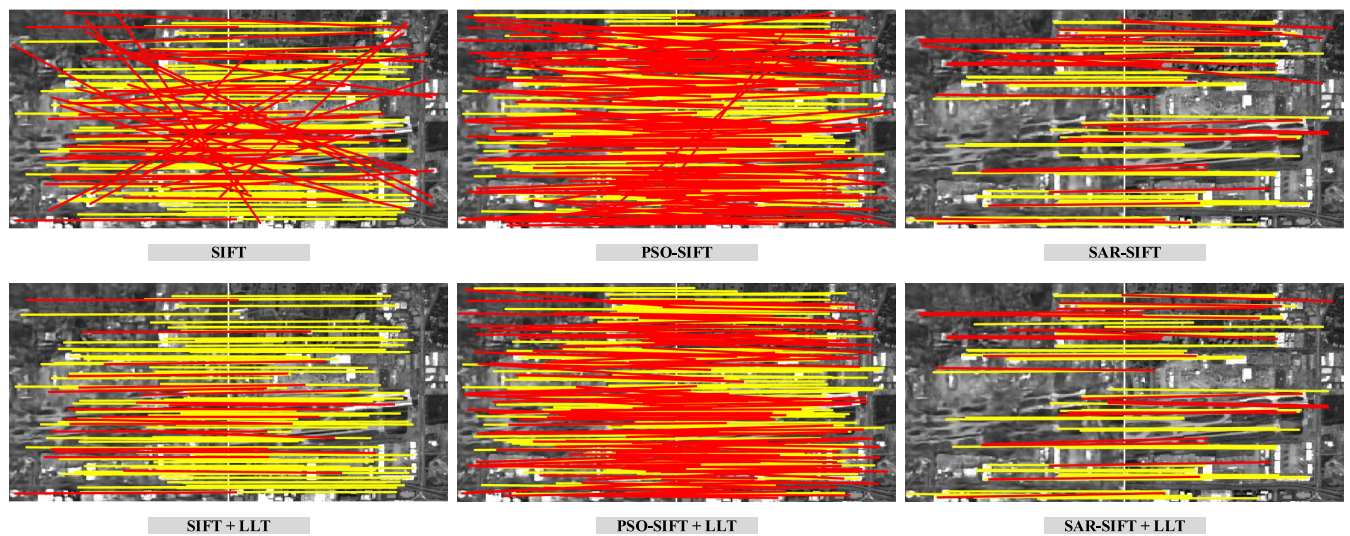 SIFT
PSO-SIFT
SAR-SIFT
SIFT + LLT
PSO-SIFT + LLT
SAR-SIFT + LLT